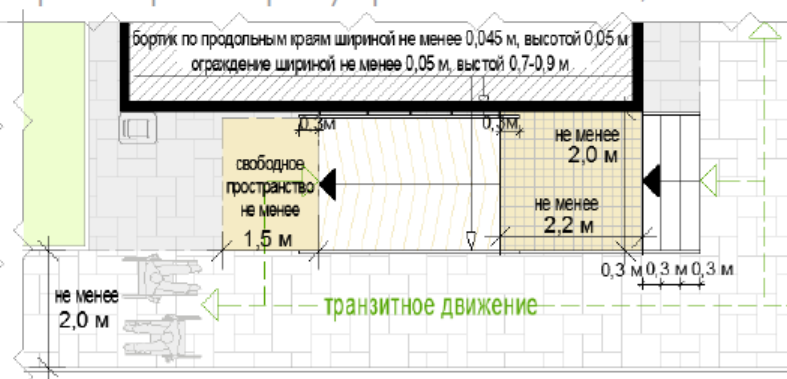 бортик по продольным краям шириной не менее 0,045 м, высотой 0,05 м
ограждение шириной не менее 0,05 м, выстой 0,7-0,9 м
0,3м
0,3м
не менее
2,0 м
свободное
пространство
не менее
1,5 м
не менее
2,2 м
0,3 м 0,3 м 0,3 м
не менее
2,0 м
транзитное движение